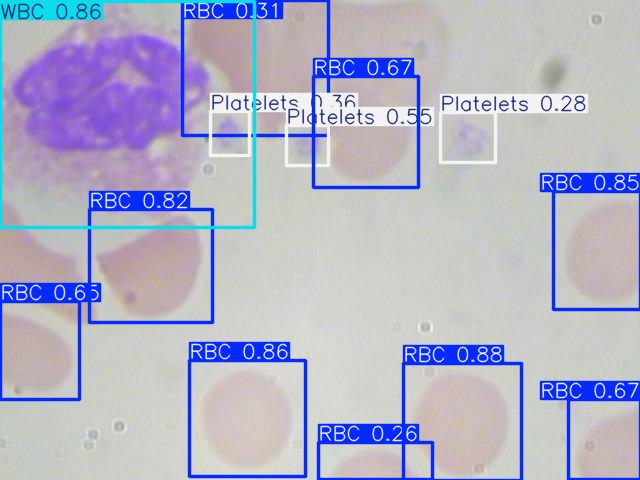 WBC 0.86
RBC 0.31
RBC 0.67
Platelets 0.36
Platelets 0.55
Platelets 0.28
RBC 0.85
RBC 0.82
RBC 0.65
RBC 0.86
RBC 0.88
RBC 0.67
RBC 0.26